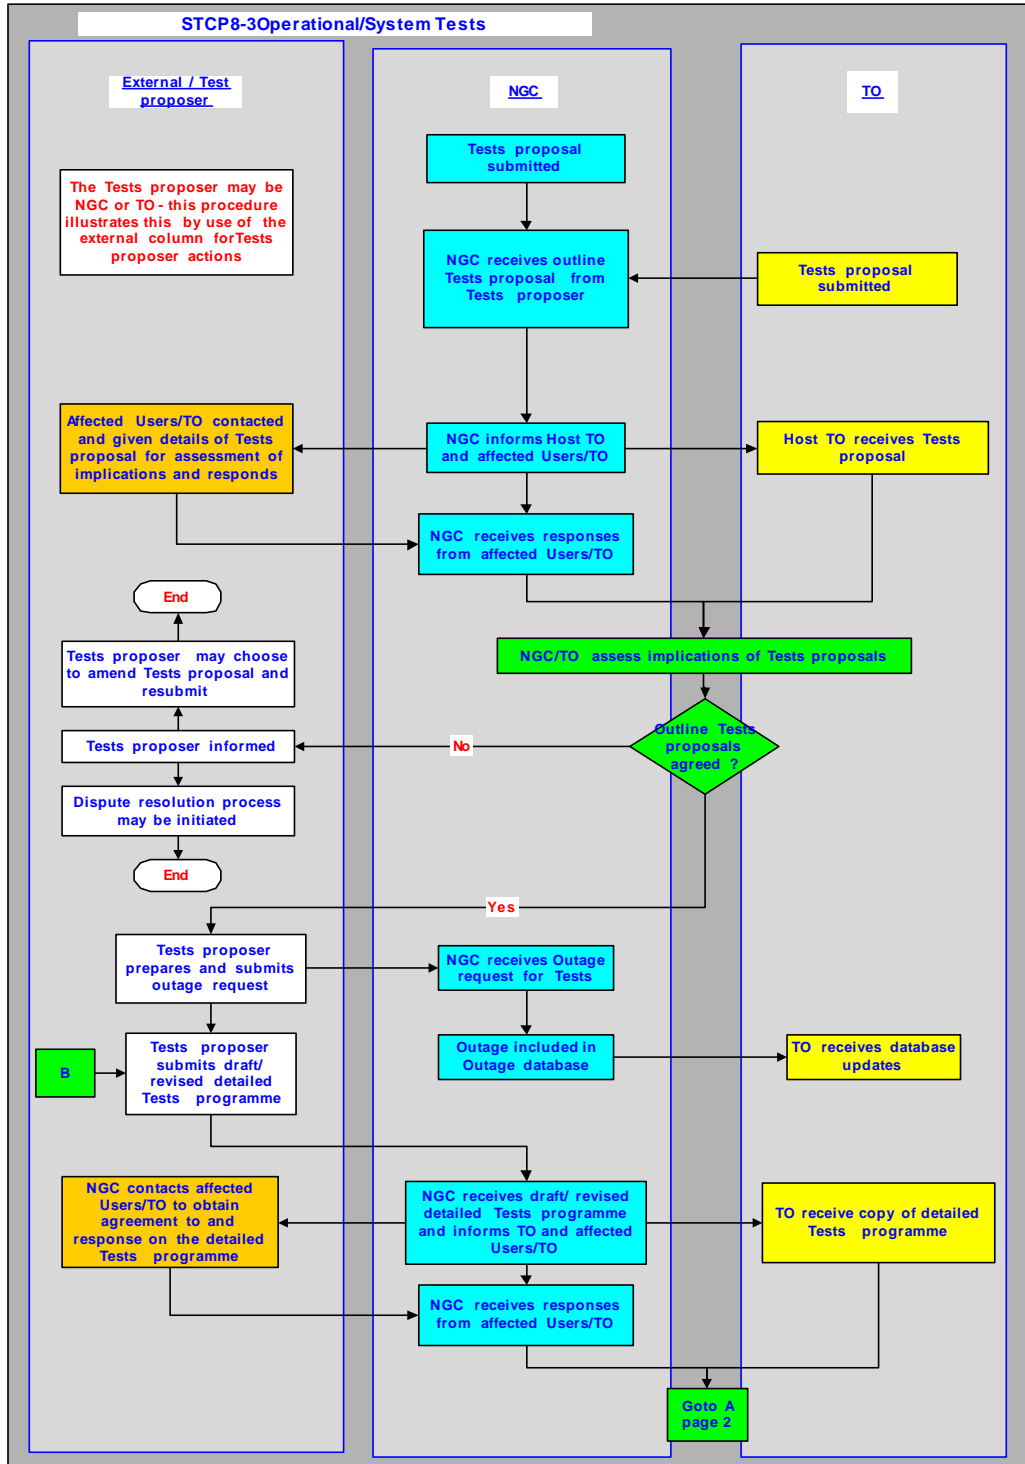 STCP8-3Operational/System Tests
External / Test
proposer
NGC
TO
Tests proposal
submitted
The Tests proposer may be
NGC or TO - this procedure
illustrates this by use of the
external column forTests
proposer actions
NGC receives outline
Tests proposal from
Tests proposer
Tests proposal
submitted
Affected Users/TO contacted
and given details of Tests
proposal for assessment of
implications and responds
NGC informs Host TO
and affected Users/TO
Host TO receives Tests
proposal
NGC receives responses
from affected Users/TO
End
Tests proposer may choose
to amend Tests proposal and
resubmit
NGC/TO assess implications of Tests proposals
Tests proposer informed
No
Outline Tests
proposals
agreed ?
Dispute resolution process
may be initiated
End
Yes
Tests proposer
prepares and submits
outage request
NGC receives Outage
request for Tests
B
Tests proposer
submits draft/
revised detailed
Tests programme
Outage included in
Outage database
TO receives database
updates
NGC contacts affected
Users/TO to obtain
agreement to and
response on the detailed
Tests programme
NGC receives draft/ revised
detailed Tests programme
and informs TO and affected
Users/TO
TO receive copy of detailed
Tests programme
NGC receives responses
from affected Users/TO
Goto A
page 2